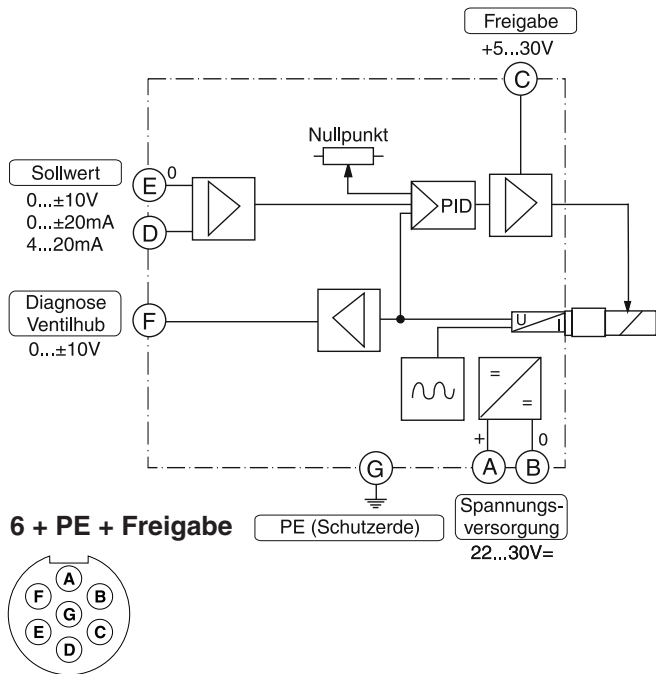 Freigabe
+5...30V
C
Nullpunkt
Sollwert
0...±10V
0...±20mA
4...20mA
E 0
D
PID
Diagnose
Ventilhub
0...±10V
F
U
I
=
=
+
0
G
A
B
PE (Schutzerde)
Spannungs-
versorgung
22...30V=
6 + PE + Freigabe
A
F
B
G
E
C
D